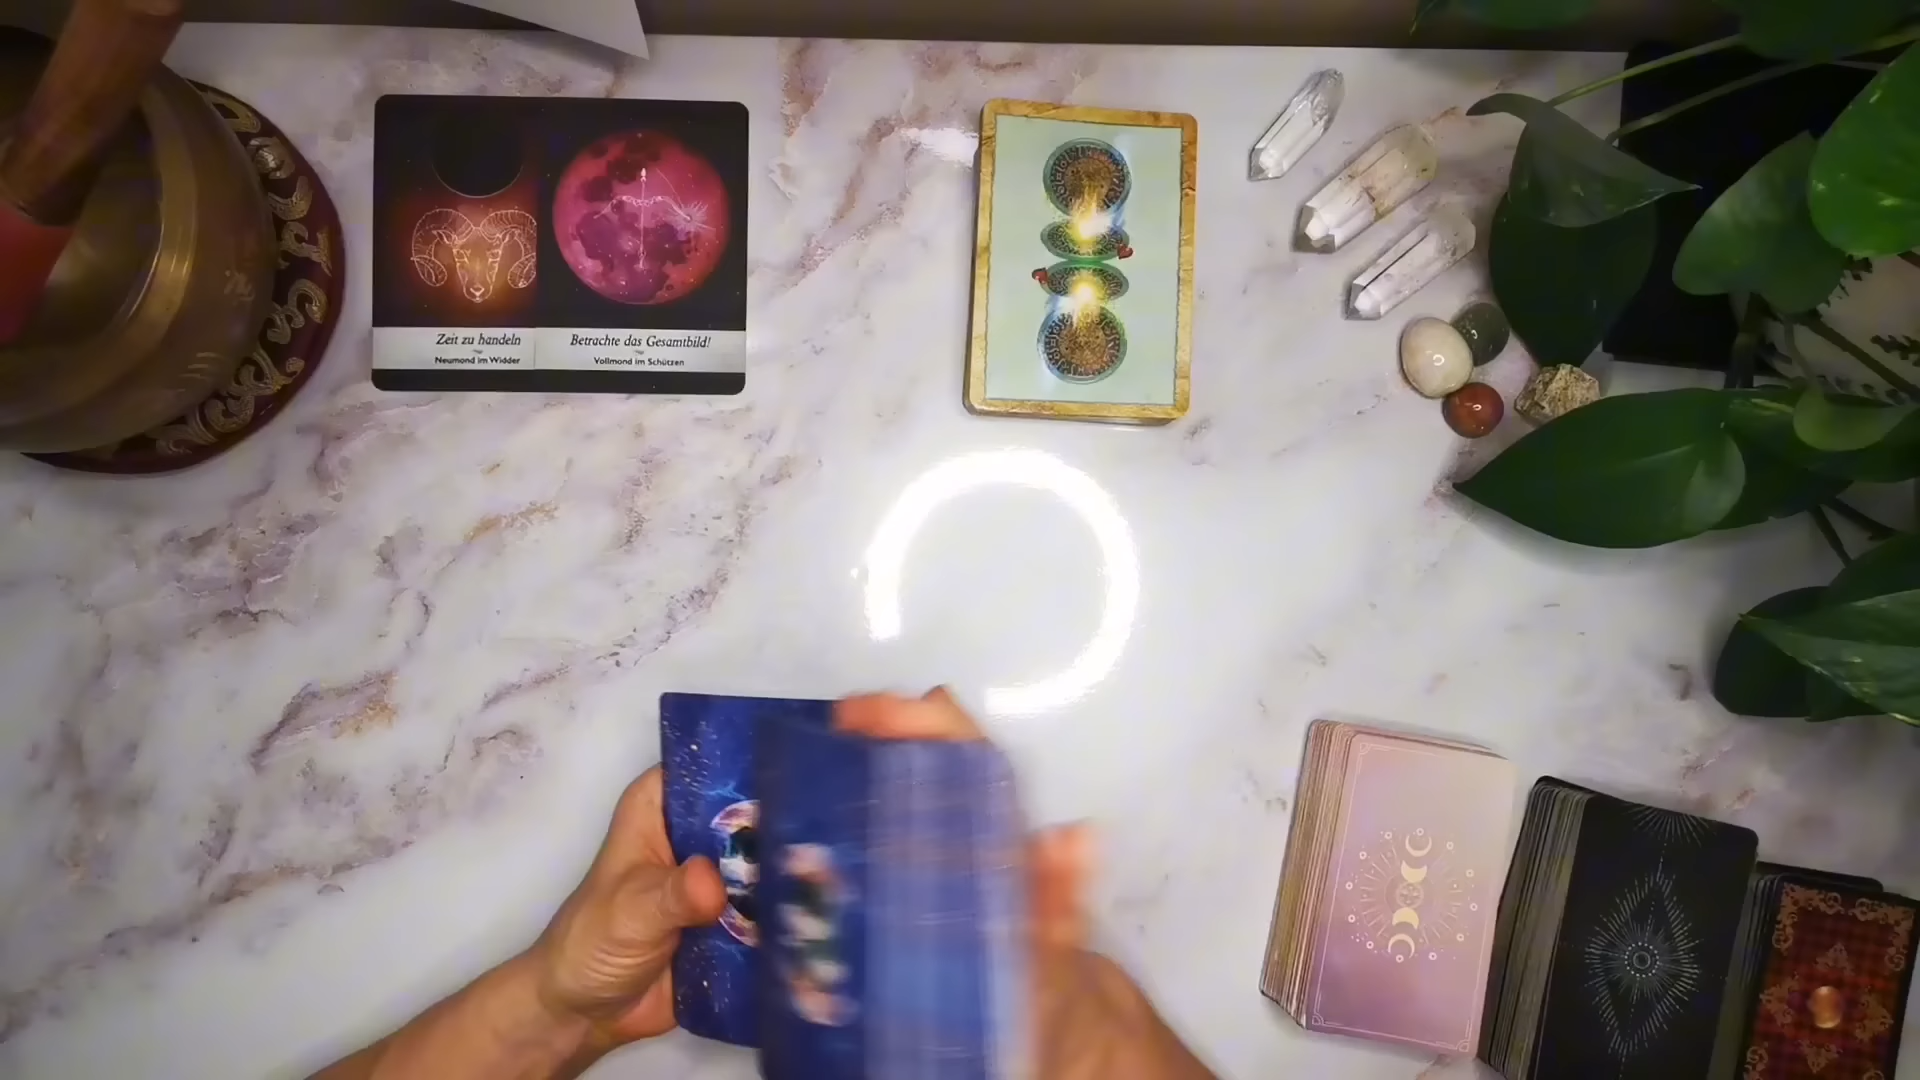 Zeit zu handeln
Neumond im Widder
Betrachte das Gesamtbild!
Vollmond im Schützen